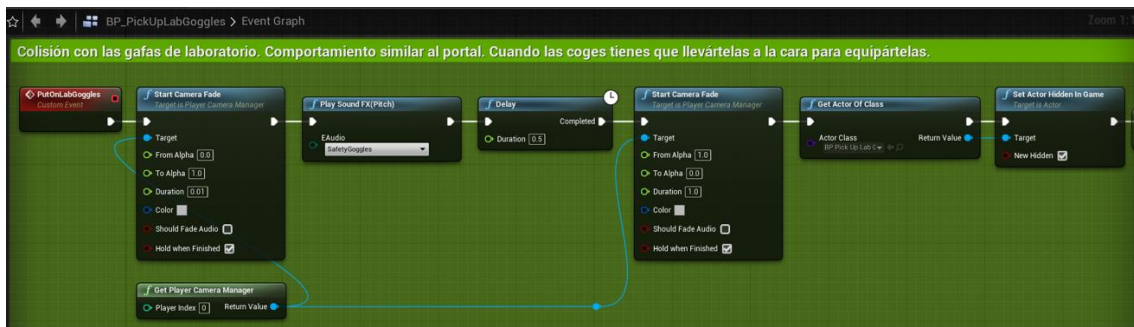 BP_PickUpLabGoggles > Event Graph
Zoom 1:1
Colisión con las gafas de laboratorio. Comportamiento similar al portal. Cuando las coges tienes que llevártelas a la cara para equipártelas.
PutOnLabGoggles
Custom Event
Start Camera Fade
Target is Player Camera Manager
Target
From Alpha 0.0
To Alpha 1.0
Duration 0.01
Color
Should Fade Audio
Hold when Finished
Play Sound FX(Pitch)
EAudio
SafetyGoggles
Delay
Completed
Duration 0.5
Start Camera Fade
Target is Player Camera Manager
Target
From Alpha 1.0
To Alpha 0.0
Duration 1.0
Color
Should Fade Audio
Hold when Finished
Get Actor Of Class
Actor Class Return Value
BP Pick Up Lab
Set Actor Hidden In Game
Target is Actor
Target
New Hidden
Get Player Camera Manager
Player Index 0 Return Value